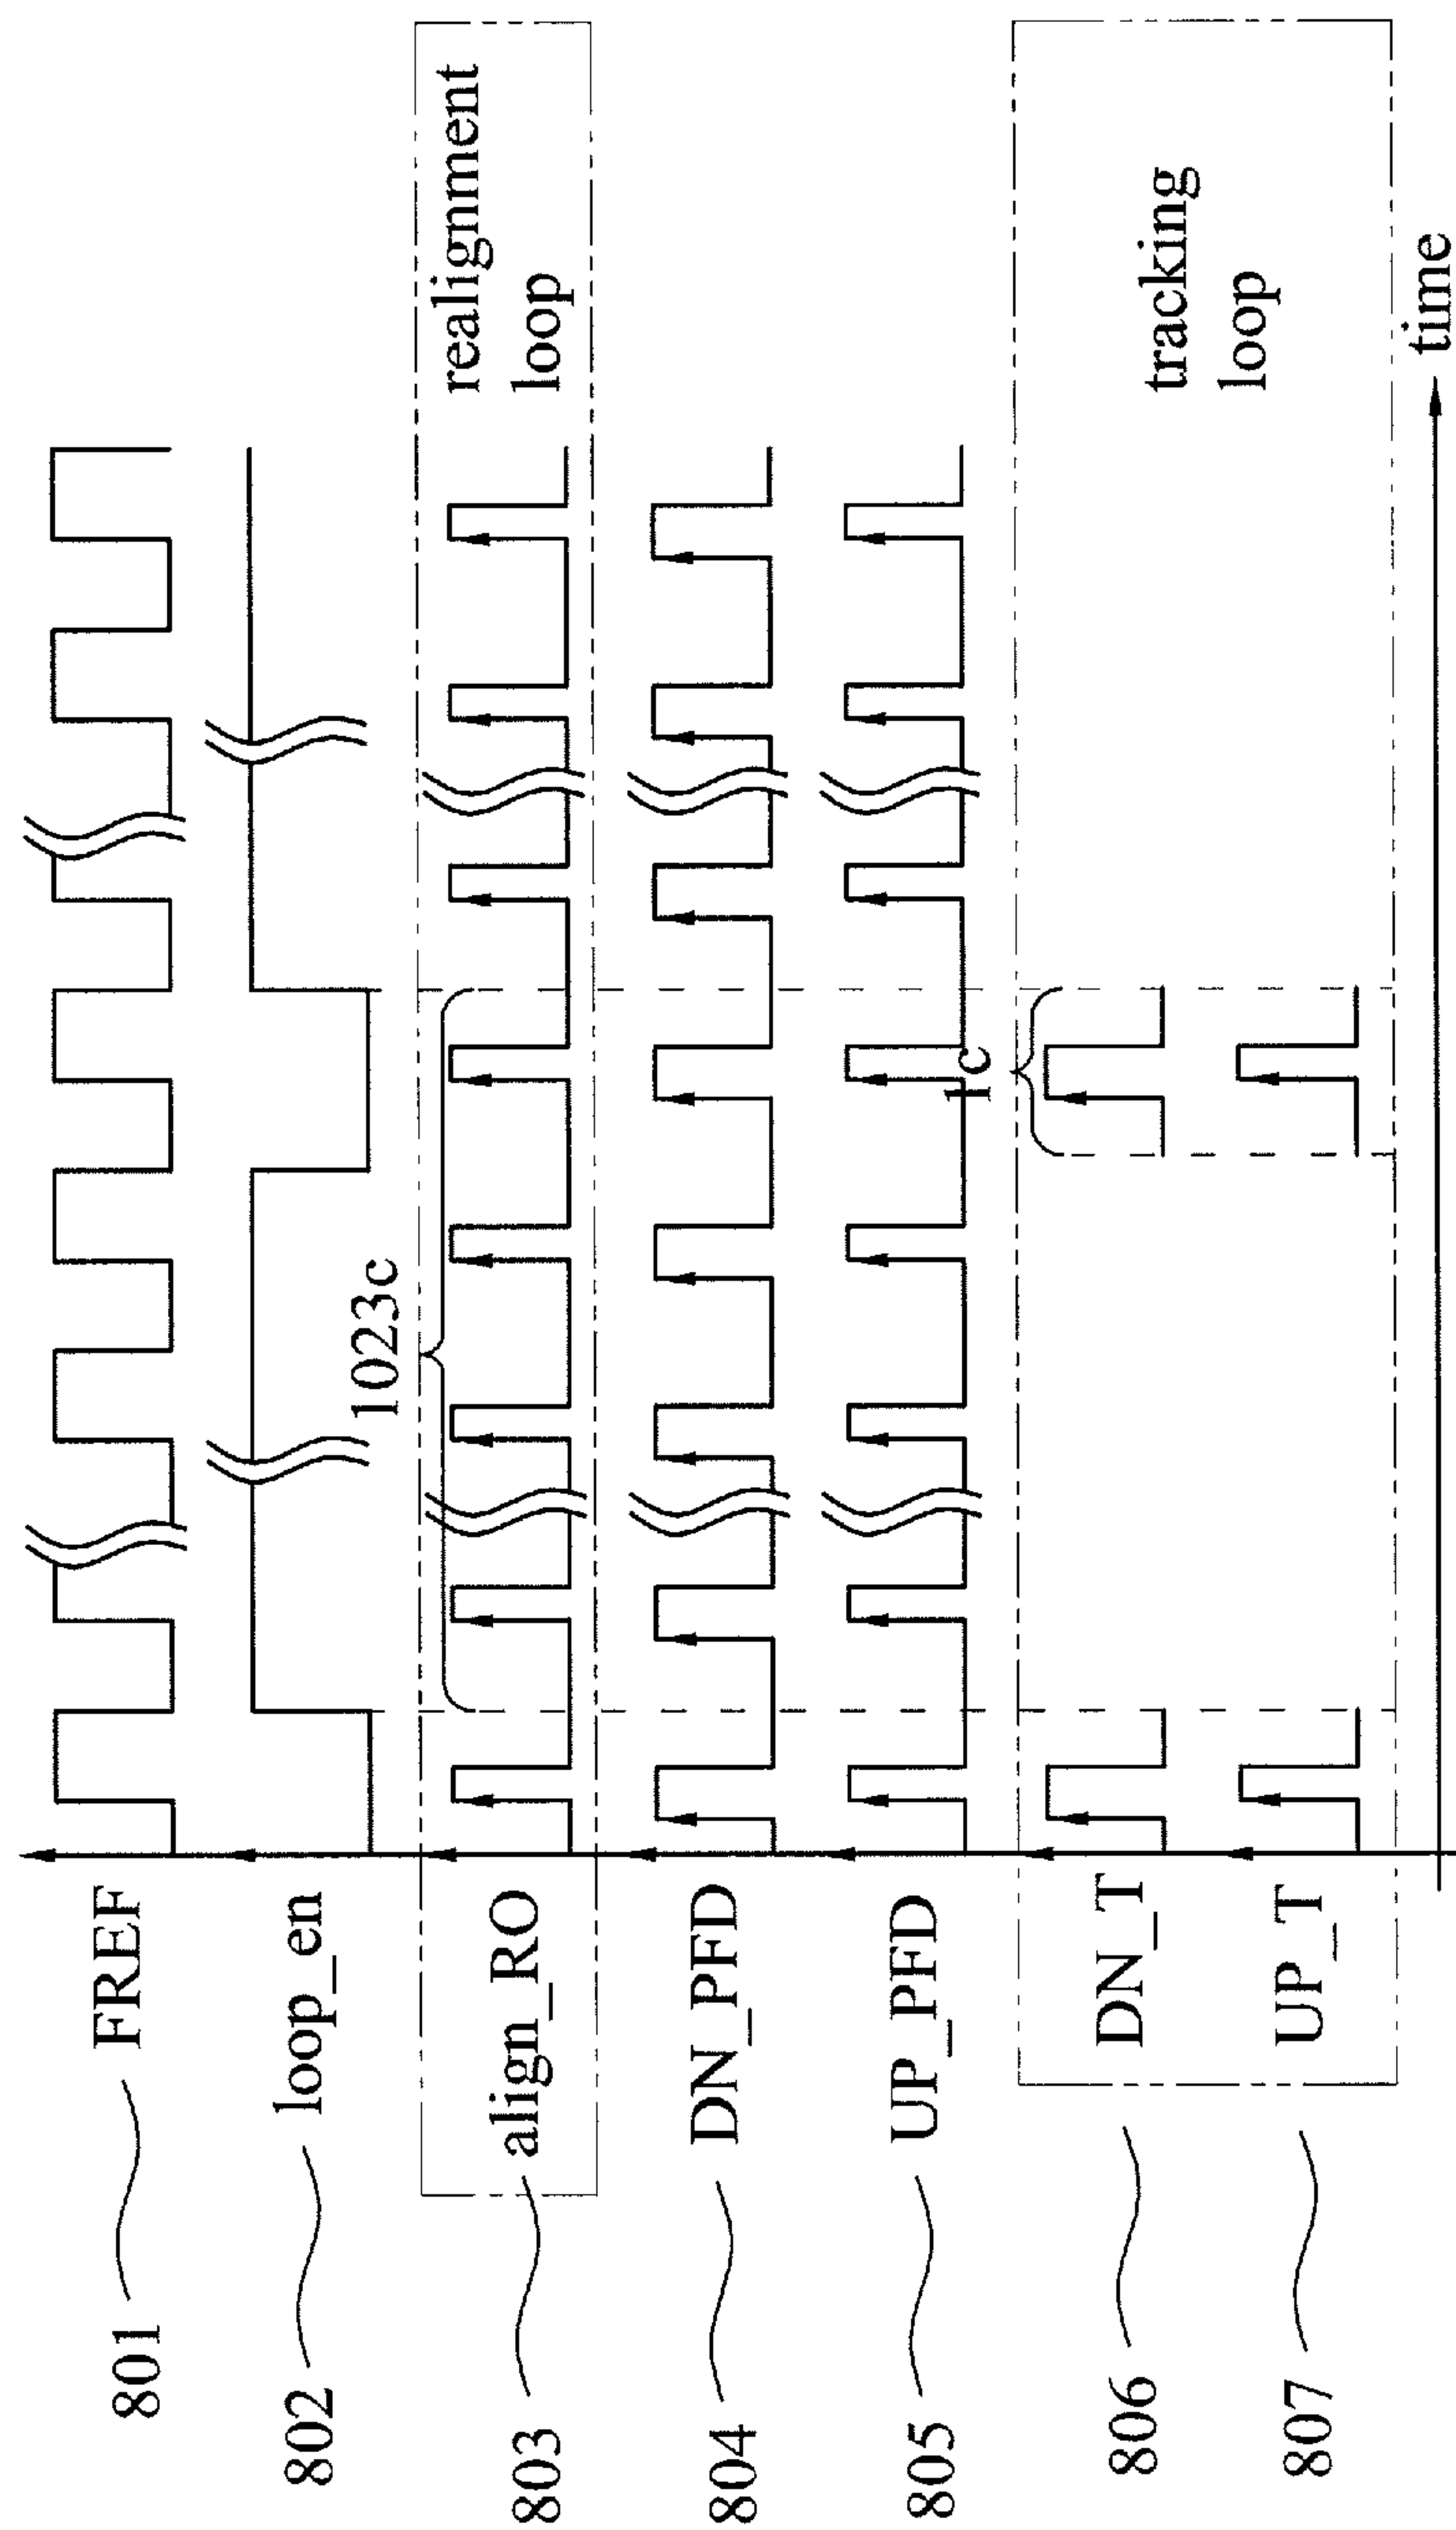 801 FREF
802 loop_en
1023c
803 align_RO
realignment
loop
804 DN_PFD
805 UP_PFD
1c
806 DN_T
tracking
loop
807 UP_T
time